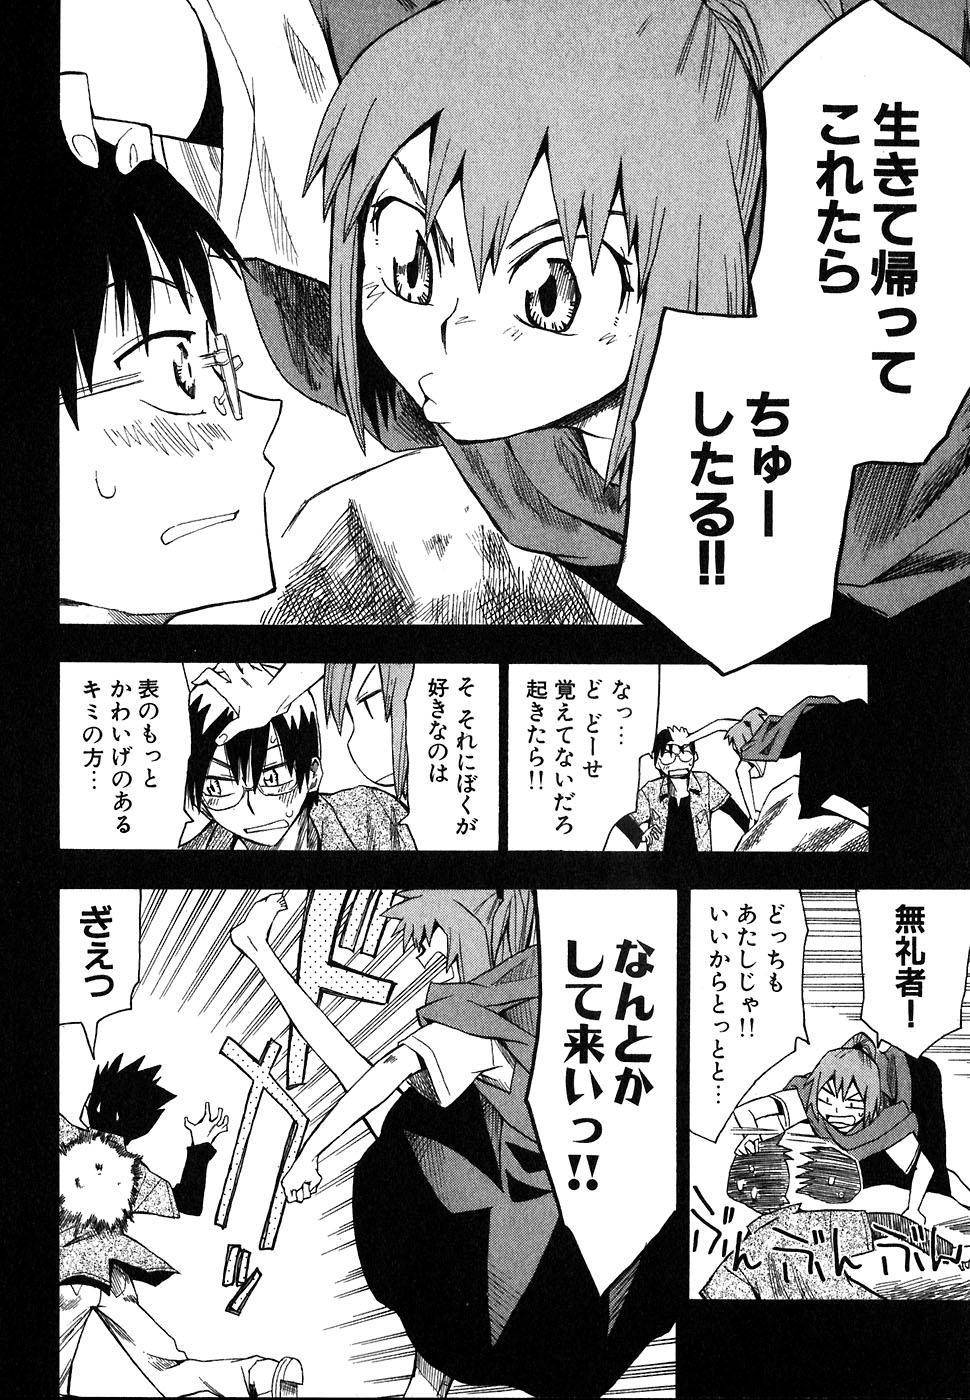 生きて帰って
これたら
ちゅー
したる!!
なっ…
ど どーせ
覚えてないだろ
起きたら!!
そ それにぼくが
好きなのは
表のもっと
かわいげのある
キミの方…
無礼者！
どっちも
あたしじゃ!!
いいからとっとと…
ぶん
ぶん
ぶん
なんとか
して来いっ!!
ぎえっ